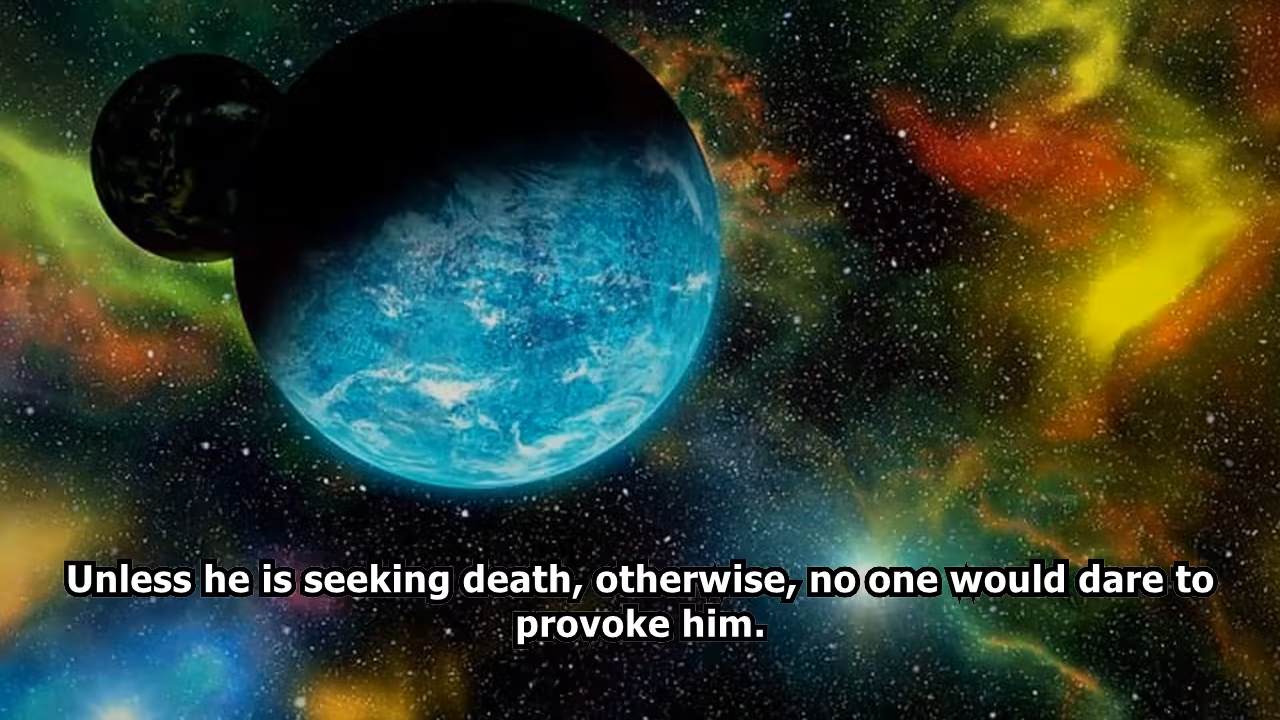 Unless he is seeking death, otherwise, no one would dare to
provoke him.